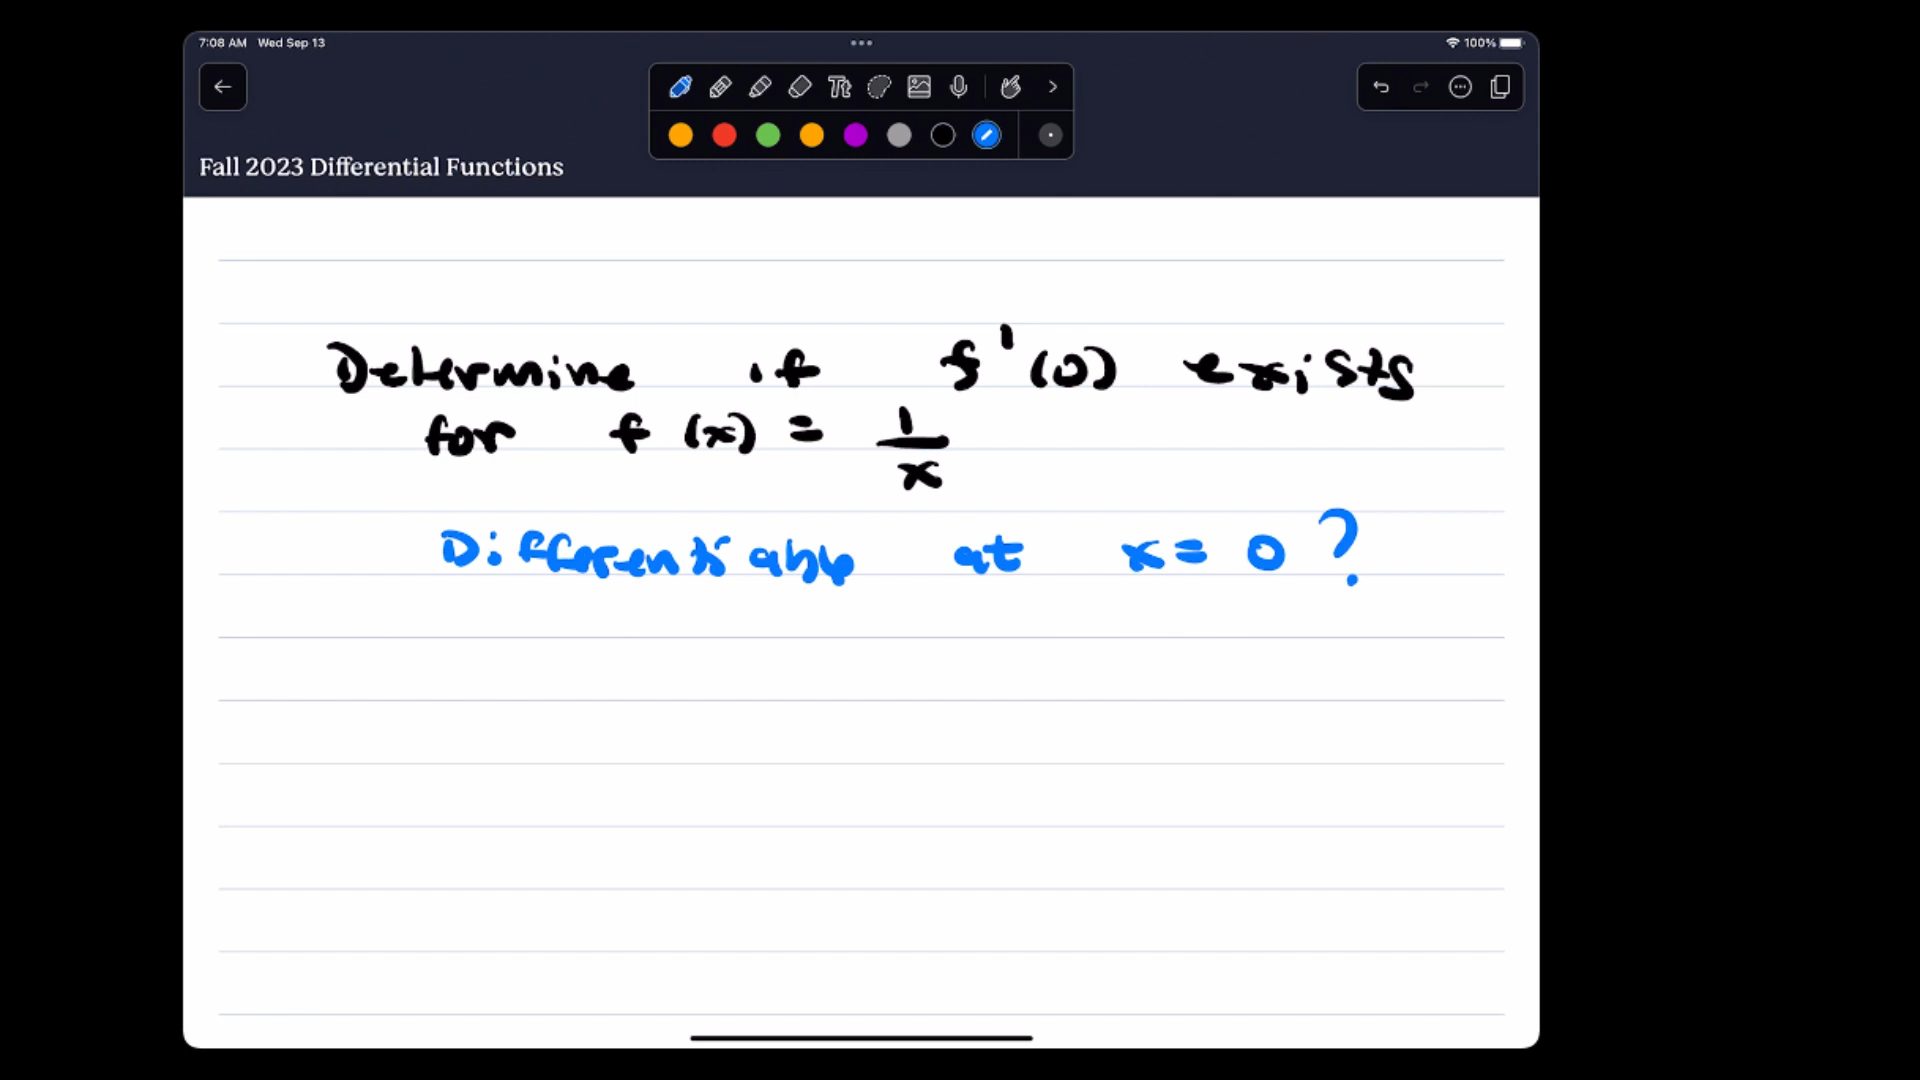 7:08 AM Wed Sep 13
100%
Tt
Fall 2023 Differential Functions
Determine if f'(0) exists
for f(x) = 1/x
Differentiable at x = 0 ?